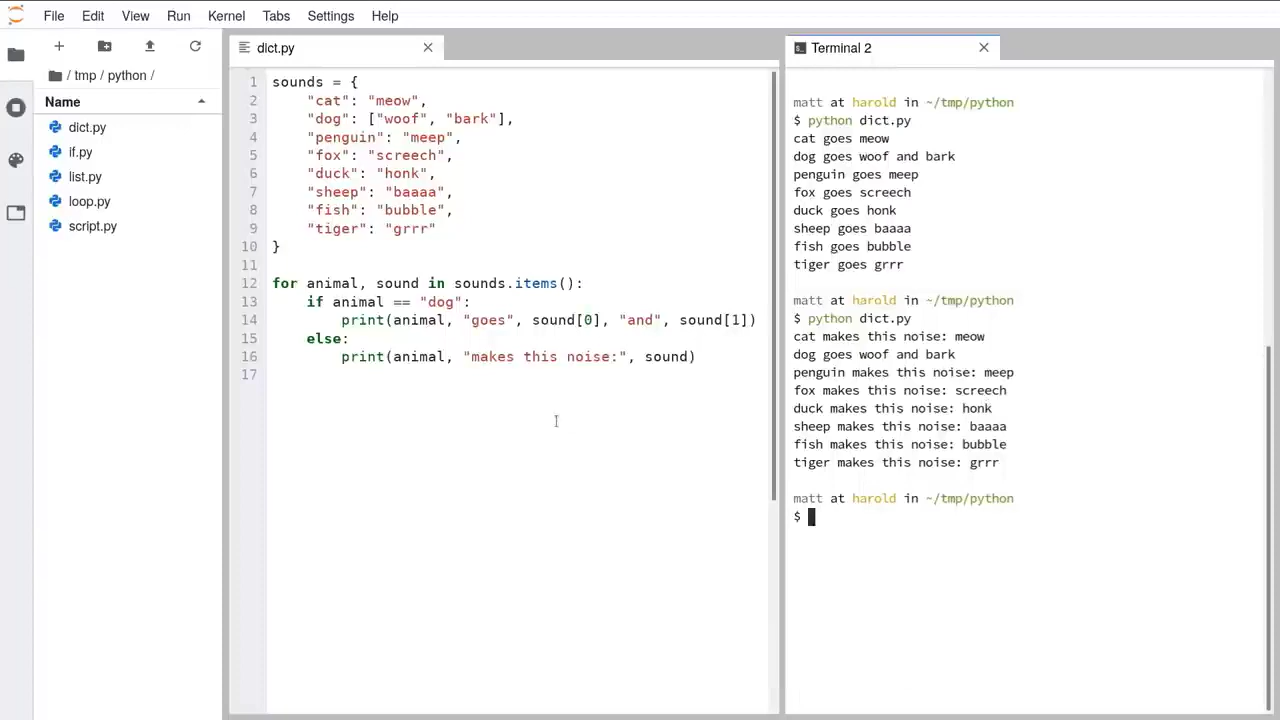 File Edit View Run Kernel Tabs Settings Help
/ tmp / python /
Name
dict.py
if.py
list.py
loop.py
script.py
dict.py
1 sounds = {
2     "cat": "meow",
3     "dog": ["woof", "bark"],
4     "penguin": "meep",
5     "fox": "screech",
6     "duck": "honk",
7     "sheep": "baaaa",
8     "fish": "bubble",
9     "tiger": "grrr"
10 }
11
12 for animal, sound in sounds.items():
13     if animal == "dog":
14         print(animal, "goes", sound[0], "and", sound[1])
15     else:
16         print(animal, "makes this noise:", sound)
17
Terminal 2
matt at harold in ~/tmp/python
$ python dict.py
cat goes meow
dog goes woof and bark
penguin goes meep
fox goes screech
duck goes honk
sheep goes baaaa
fish goes bubble
tiger goes grrr
matt at harold in ~/tmp/python
$ python dict.py
cat makes this noise: meow
dog goes woof and bark
penguin makes this noise: meep
fox makes this noise: screech
duck makes this noise: honk
sheep makes this noise: baaaa
fish makes this noise: bubble
tiger makes this noise: grrr
matt at harold in ~/tmp/python
$